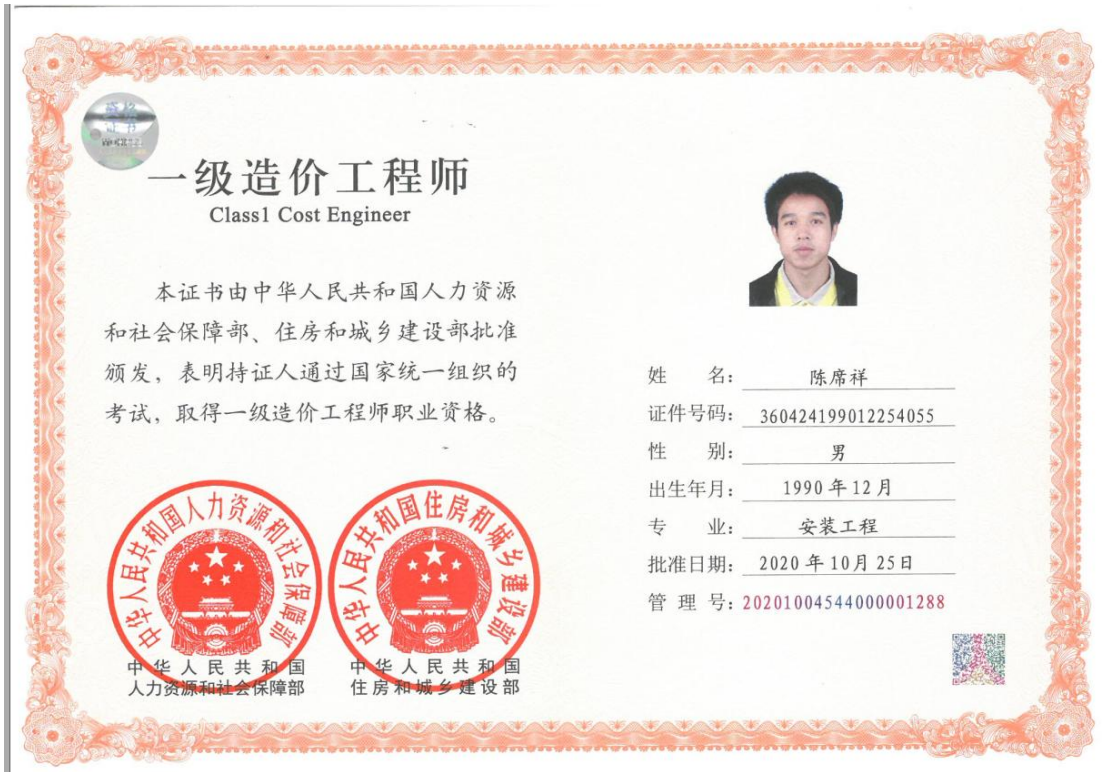 资格
证书
一级造价工程师
Class1 Cost Engineer
本证书由中华人民共和国人力资源
和社会保障部、住房和城乡建设部批准
颁发，表明持证人通过国家统一组织的
考试，取得一级造价工程师职业资格。
中华人民共和国人力资源和社会保障部
中华人民共和国住房和城乡建设部
中华人民共和国
人力资源和社会保障部
中华人民共和国
住房和城乡建设部
姓 名：陈席祥
证件号码：360424199012254055
性 别：男
出生年月：1990年12月
专 业：安装工程
批准日期：2020年10月25日
管 理 号：20201004544000001288